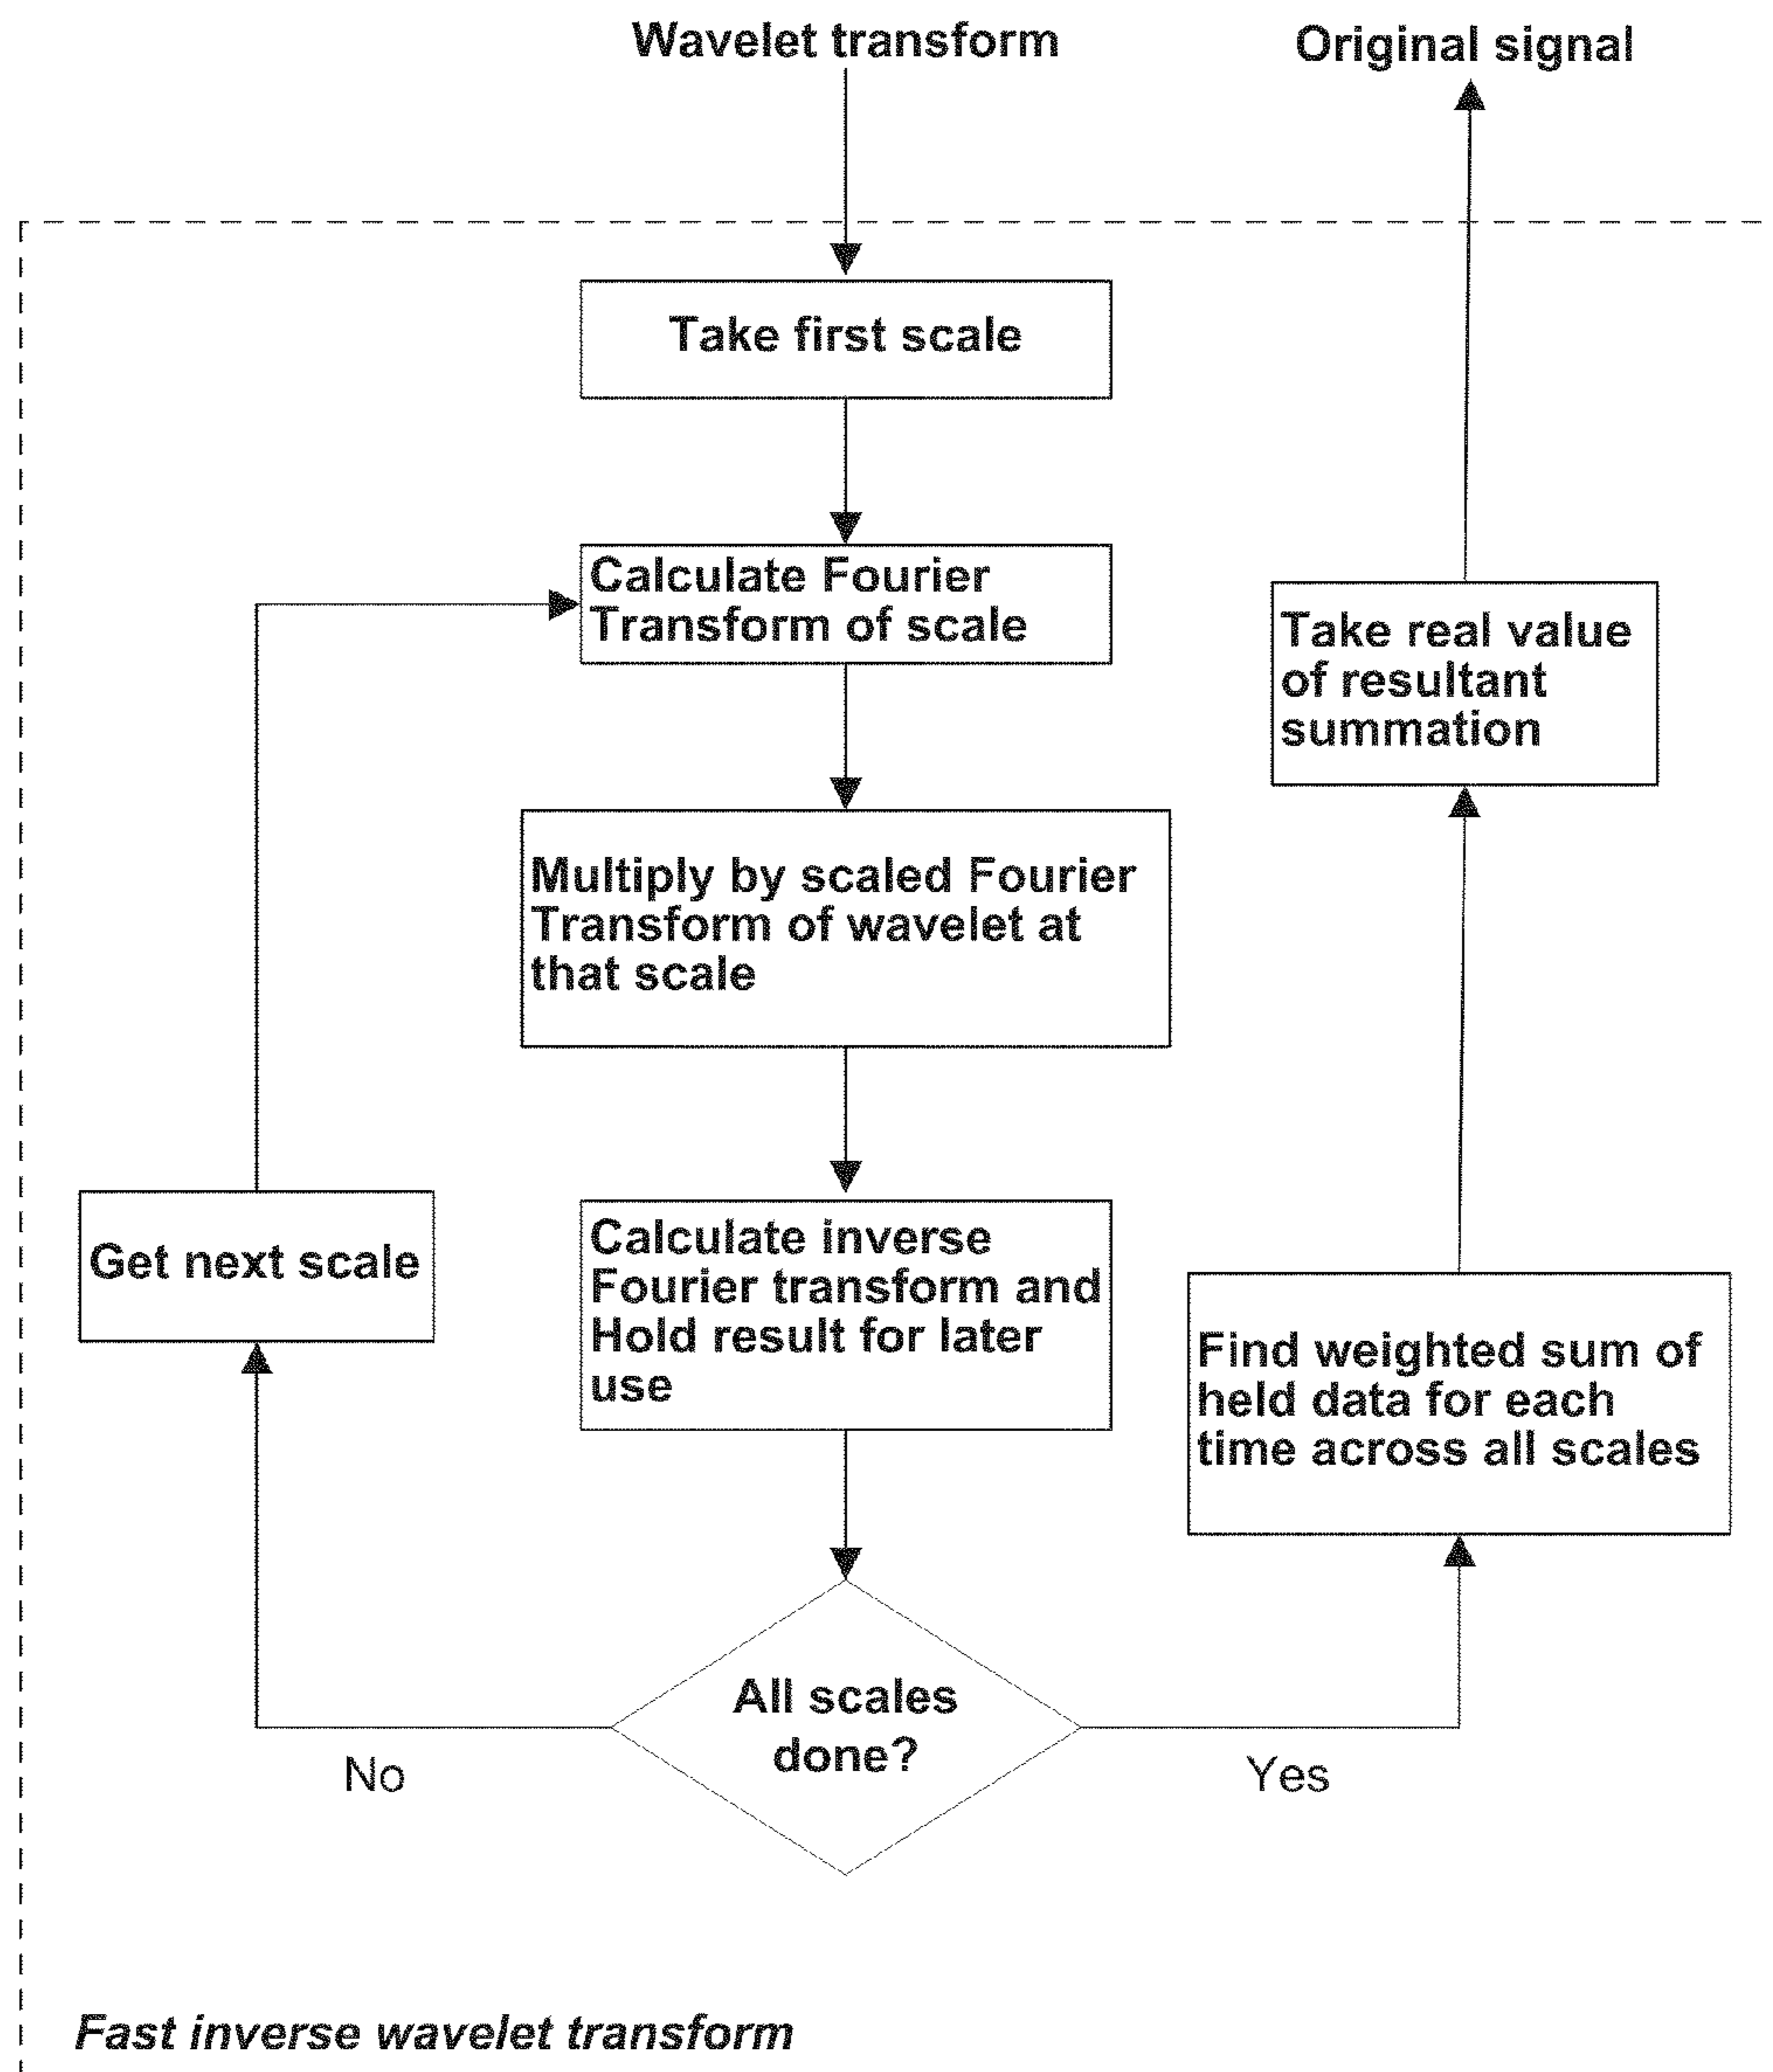 Wavelet transform
Original signal
Take first scale
Calculate Fourier
Transform of scale
Take real value
of resultant
summation
Multiply by scaled Fourier
Transform of wavelet at
that scale
Get next scale
Calculate inverse
Fourier transform and
Hold result for later
use
Find weighted sum of
held data for each
time across all scales
All scales
done?
No
Yes
Fast inverse wavelet transform